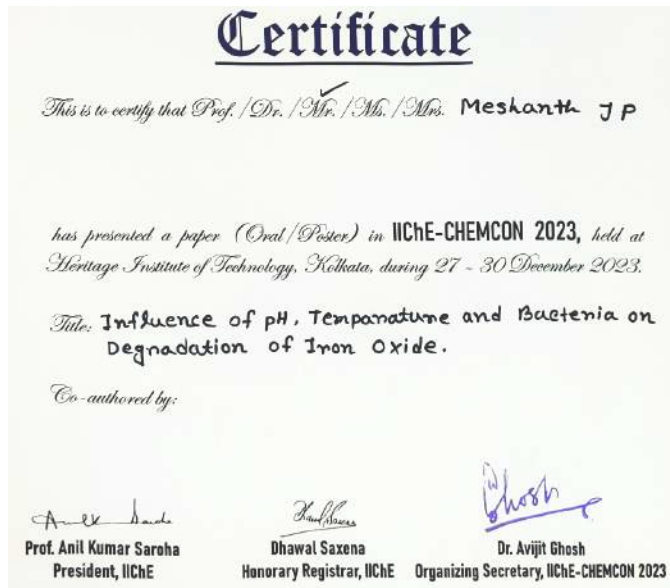 Certificate
This is to certify that Prof. /Dr. /Mr. /Ms. /Mrs. Meshanth J P
has presented a paper (Oral/Poster) in IIChE-CHEMCON 2023, held at
Heritage Institute of Technology, Kolkata, during 27 - 30 December 2023.
Title: Influence of pH, Tempanature and Bacteria on
Degradation of Iron Oxide.
Co-authored by:
Ghosh
Prof. Anil Kumar Saroha
Dhawal Saxena
Dr. Avijit Ghosh
President, IIChE
Honorary Registrar, IIChE
Organizing Secretary, IIChE-CHEMCON 2023